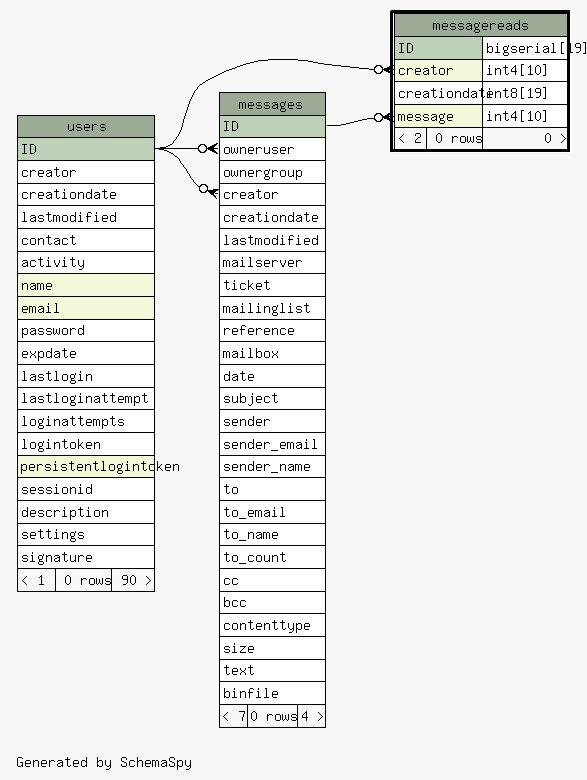 users
ID
creator
creationdate
lastmodified
contact
activity
name
email
password
expdate
lastlogin
lastloginattempt
loginattempts
logintoken
persistentlogintoken
sessionid
description
settings
signature
< 1 0 rows 90 >
messages
ID
owneruser
ownergroup
creator
creationdate
lastmodified
mailserver
ticket
mailinglist
reference
mailbox
date
subject
sender
sender_email
sender_name
to
to_email
to_name
to_count
cc
bcc
contenttype
size
text
binfile
< 7 0 rows 4 >
messagereads
ID bigserial[19]
creator int4[10]
creationdate int8[19]
message int4[10]
< 2 0 rows 0 >
Generated by SchemaSpy